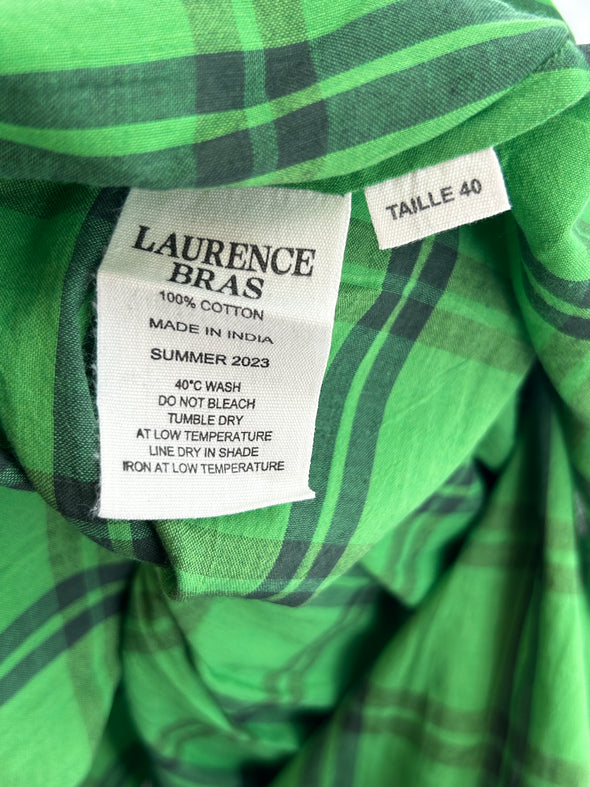 LAURENCE
BRAS
100% COTTON
MADE IN INDIA
SUMMER 2023
40°C WASH
DO NOT BLEACH
TUMBLE DRY
AT LOW TEMPERATURE
LINE DRY IN SHADE
IRON AT LOW TEMPERATURE
TAILLE 40